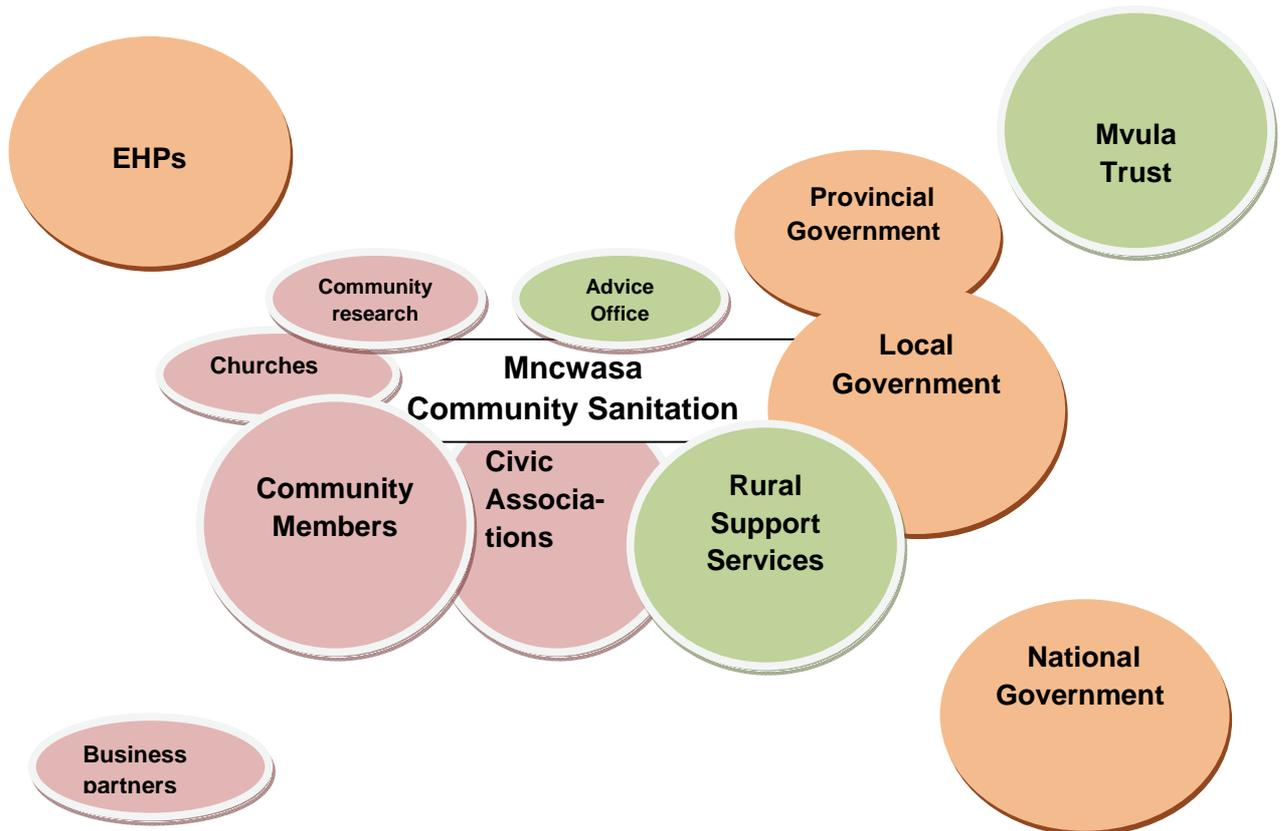 EHPs
Mvula
Trust
Provincial
Government
Community
research
Advice
Office
Churches
Mncwasa
Community Sanitation
Local
Government
Community
Members
Civic
Associa-
tions
Rural
Support
Services
National
Government
Business
partners